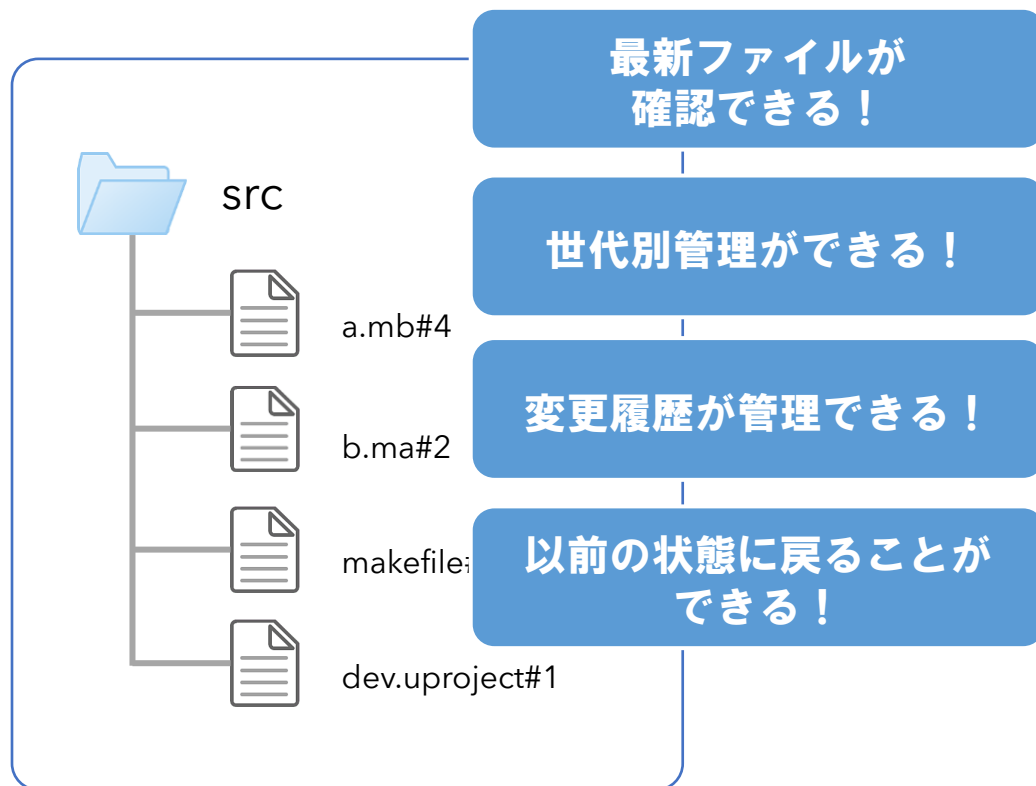 最新ファイルが
確認できる！
src
世代別管理ができる！
a.mb#4
変更履歴が管理できる！
b.ma#2
以前の状態に戻ることが
できる！
makefile#
dev.uproject#1